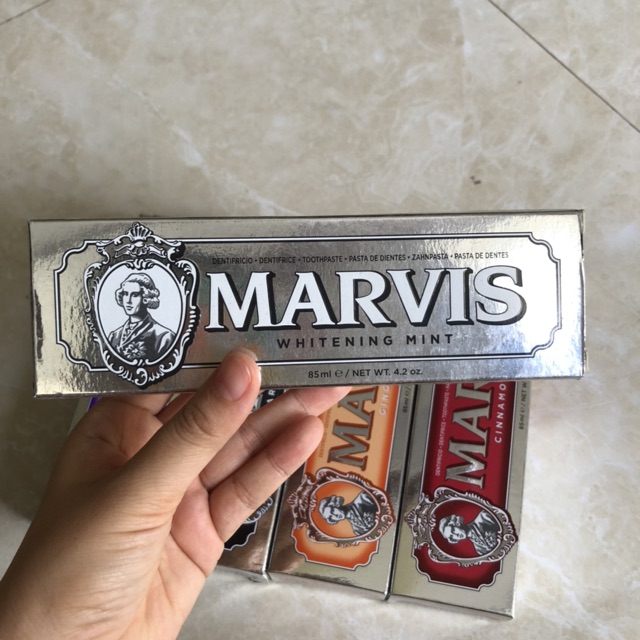 DENTIFRICIO • DENTIFRICE • TOOTHPASTE • PASTA DE DIENTES • ZAHNPASTA • PASTA DE DENTES
MARVIS
WHITENING MINT
85 ml e / NET WT. 4.2 oz.
MA
MAR
CINNAMO